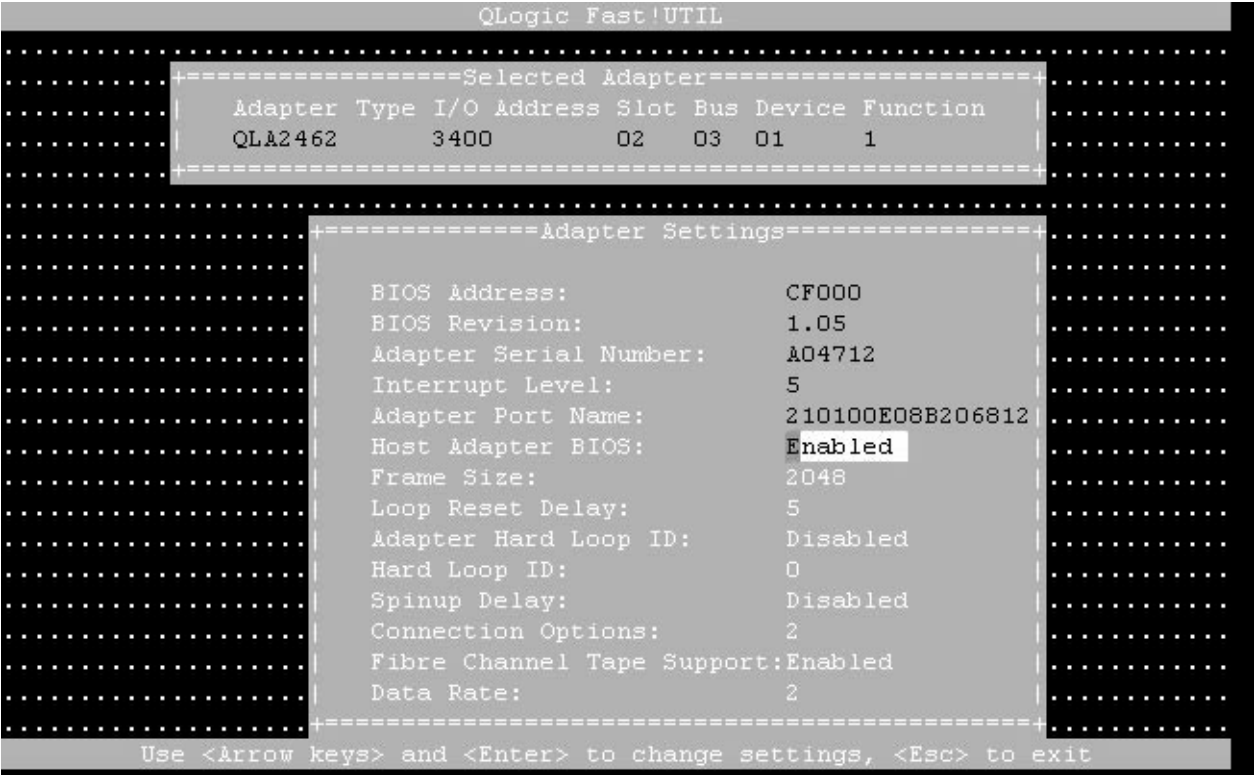 QLogic Fast!UTIL
Selected Adapter
Adapter Type I/O Address Slot Bus Device Function
QLA2462 3400 02 03 01 1
Adapter Settings
BIOS Address: CF000
BIOS Revision: 1.05
Adapter Serial Number: A04712
Interrupt Level: 5
Adapter Port Name: 210100E08B206812
Host Adapter BIOS: Enabled
Frame Size: 2048
Loop Reset Delay: 5
Adapter Hard Loop ID: Disabled
Hard Loop ID: 0
Spinup Delay: Disabled
Connection Options: 2
Fibre Channel Tape Support:Enabled
Data Rate: 2
Use <Arrow keys> and <Enter> to change settings, <Esc> to exit